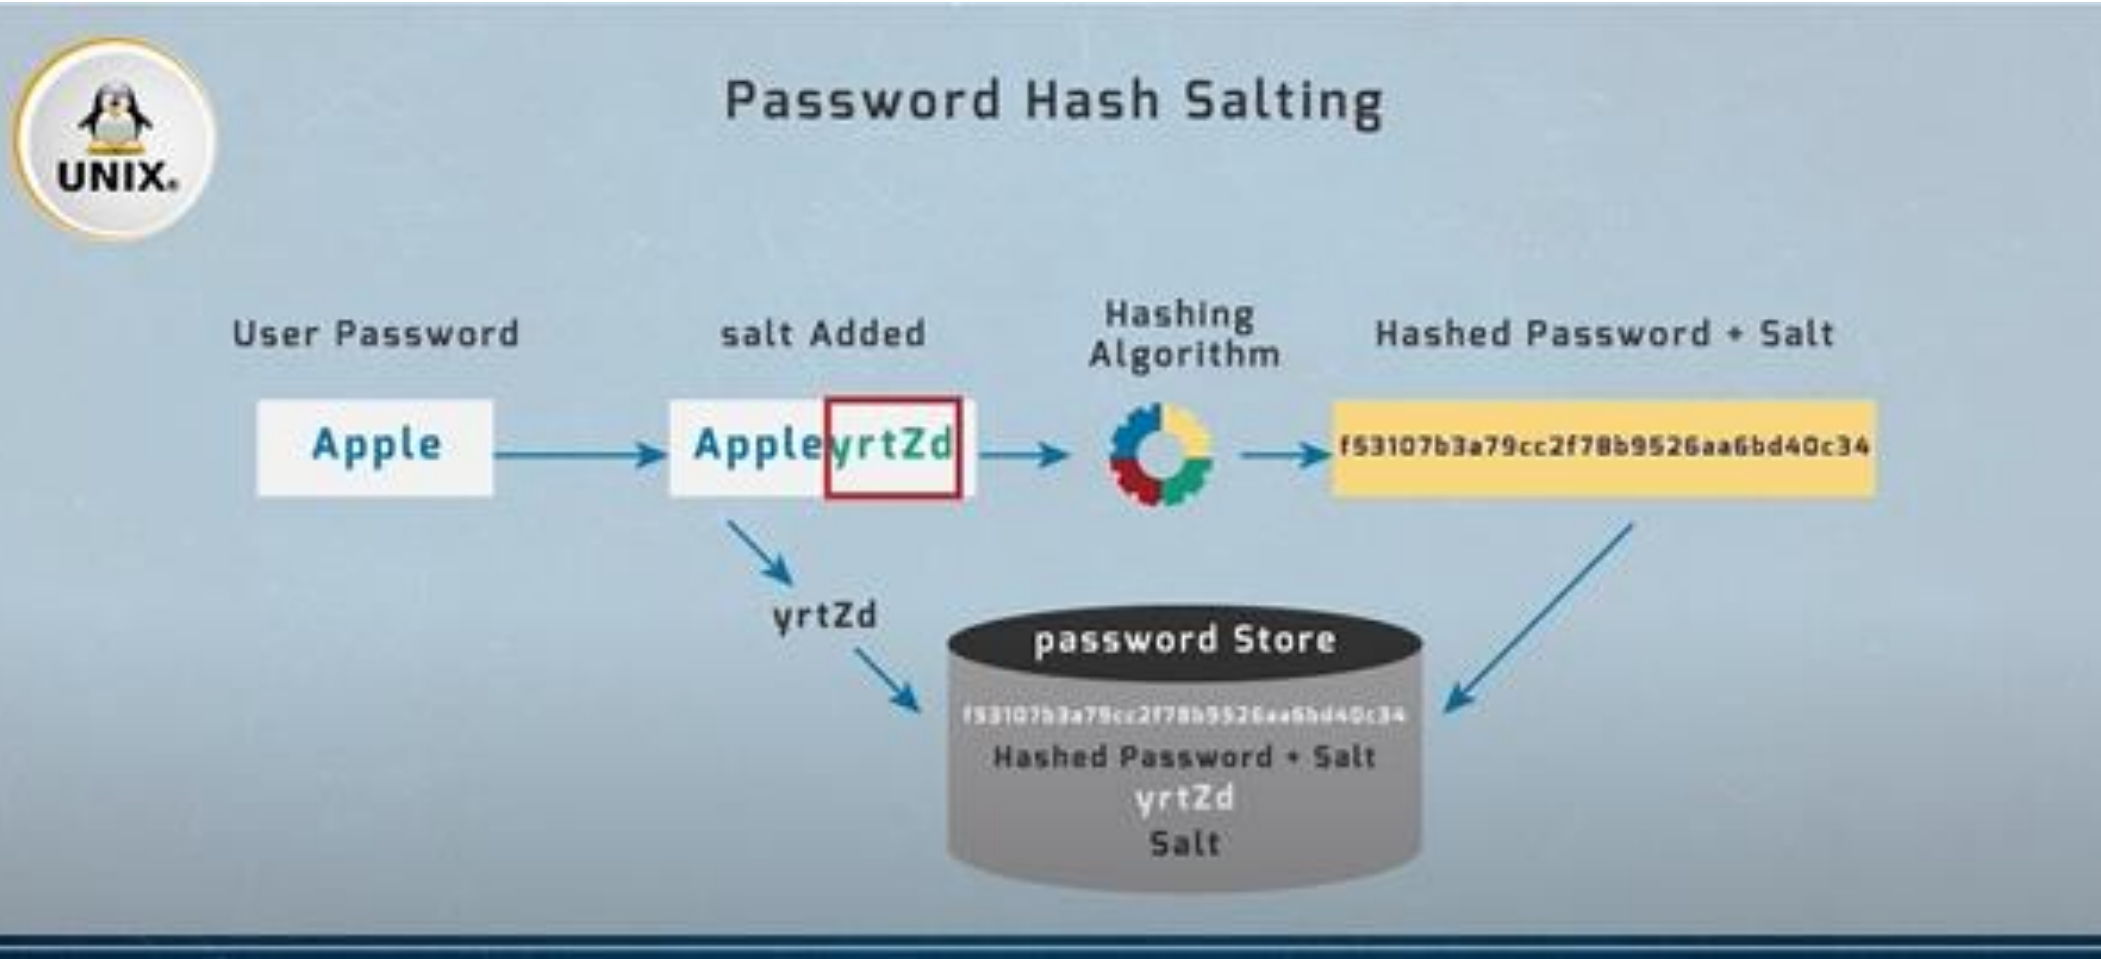 UNIX®
Password Hash Salting
User Password
salt Added
Hashing
Algorithm
Hashed Password + Salt
Apple
AppleyrtZd
f53107b3a79cc2f78b9526aa6bd40c34
yrtZd
password Store
f53107b3a79cc2f78b9526aa6bd40c34
Hashed Password + Salt
yrtZd
Salt